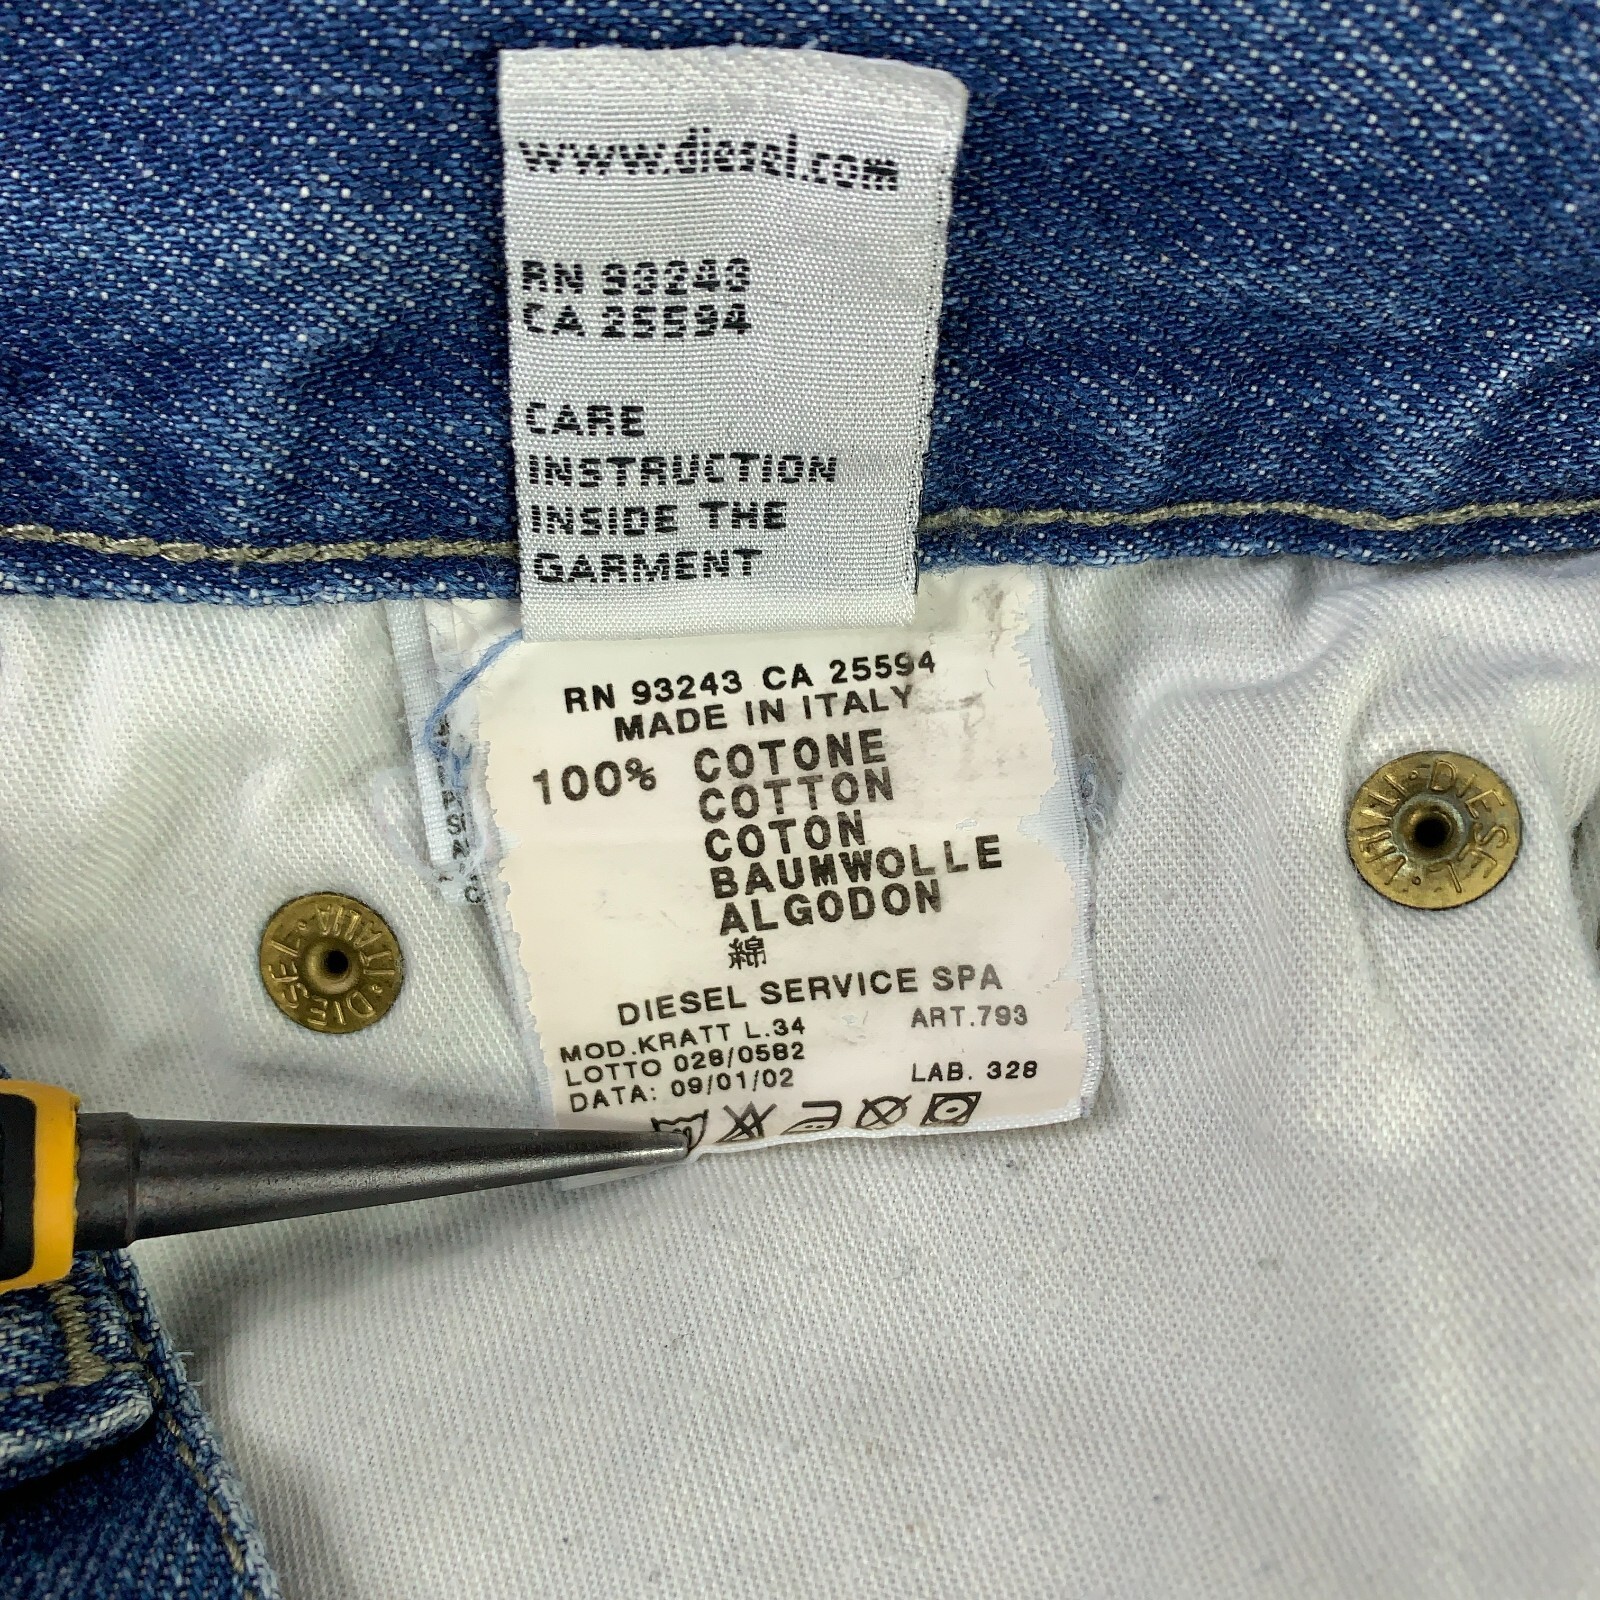 www.diesel.com
RN 93243
CA 25594
CARE
INSTRUCTION
INSIDE THE
GARMENT
RN 93243 CA 25594
MADE IN ITALY
100% COTONE
COTTON
COTON
BAUMWOLLE
ALGODON
綿
DIESEL SERVICE SPA
MOD.KRATT L.34 ART.793
LOTTO 028/0582
DATA: 09/01/02 LAB. 328
DIESEL
DIESEL